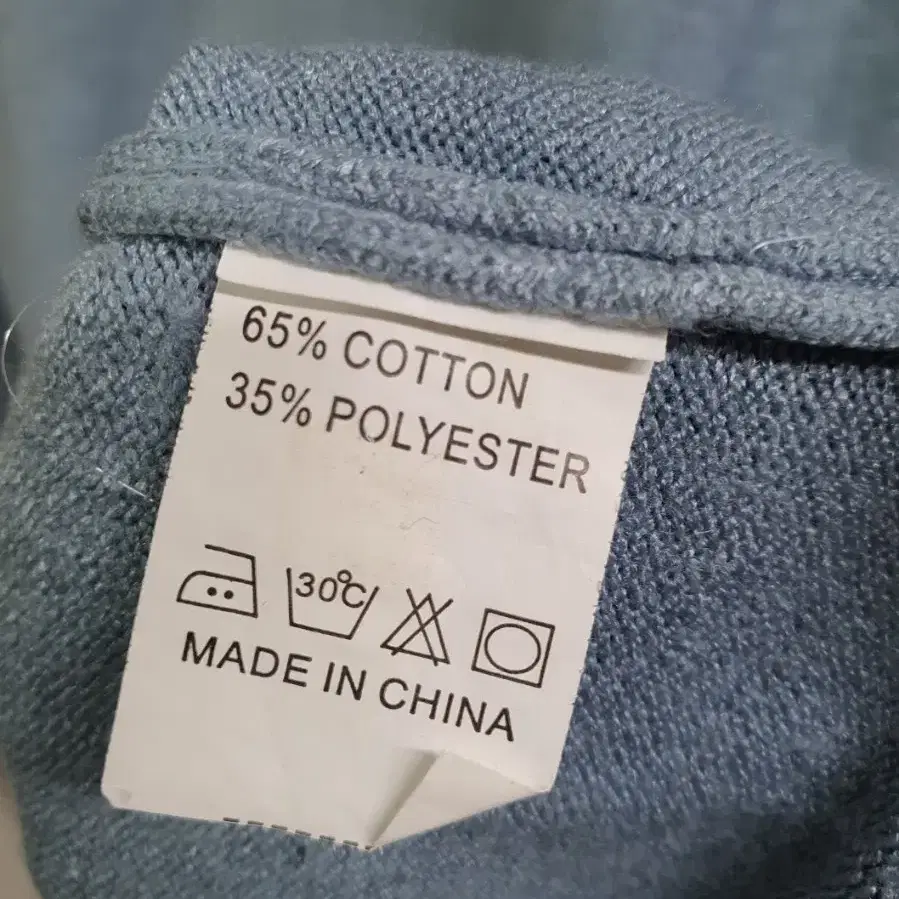 65% COTTON
35% POLYESTER
30℃
MADE IN CHINA